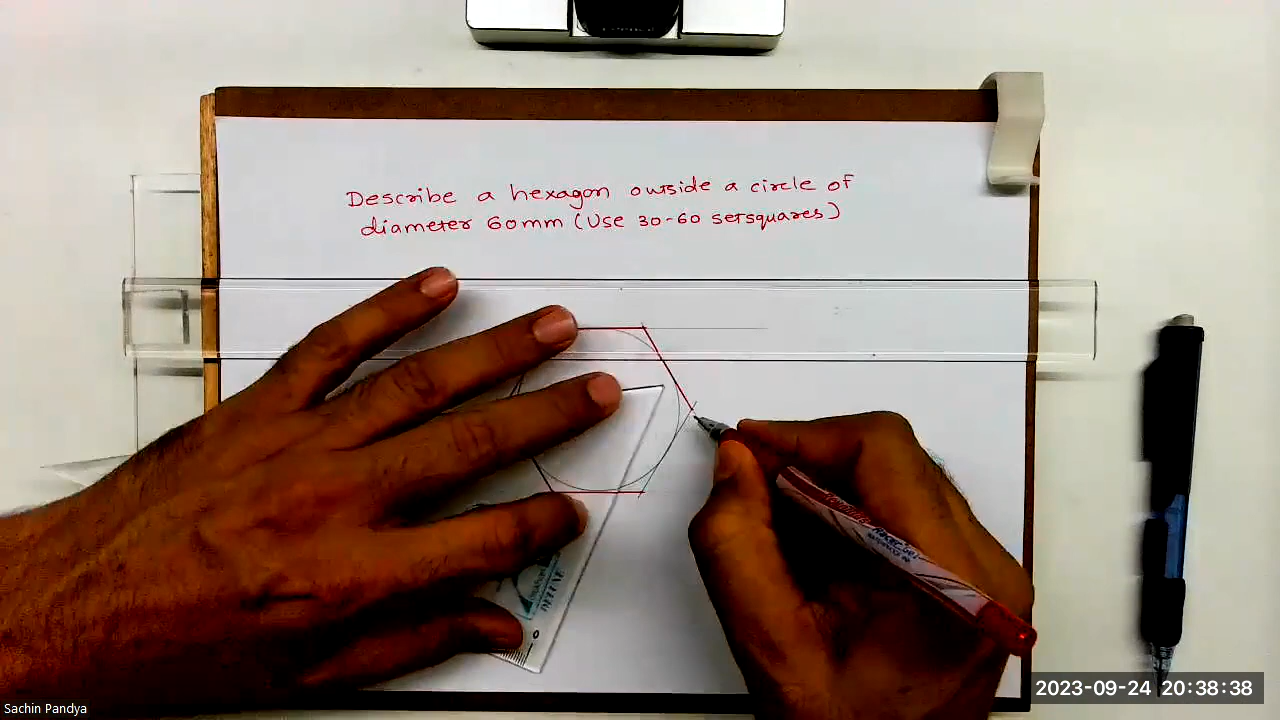 Describe a hexagon outside a circle of
diameter 60mm (Use 30-60 setsquares)
2023-09-24 20:38:38
Sachin Pandya